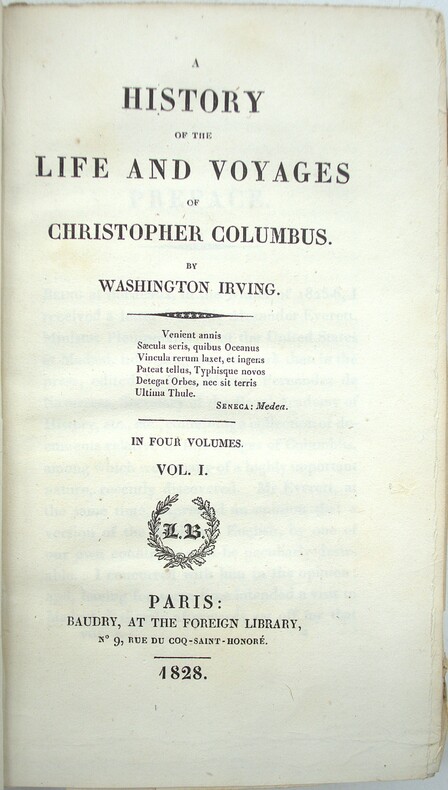 A
HISTORY
OF THE
LIFE AND VOYAGES
OF
CHRISTOPHER COLUMBUS.
BY
WASHINGTON IRVING.
Venient annis
Sæcula seris, quibus Oceanus
Vincula rerum laxet, et ingens
Pateat tellus, Typhisque novos
Detegat Orbes, nec sit terris
Ultima Thule.
SENECA: Medea.
IN FOUR VOLUMES.
VOL. I.
L. B.
PARIS:
BAUDRY, AT THE FOREIGN LIBRARY,
N° 9, RUE DU COQ-SAINT-HONORÉ.
1828.